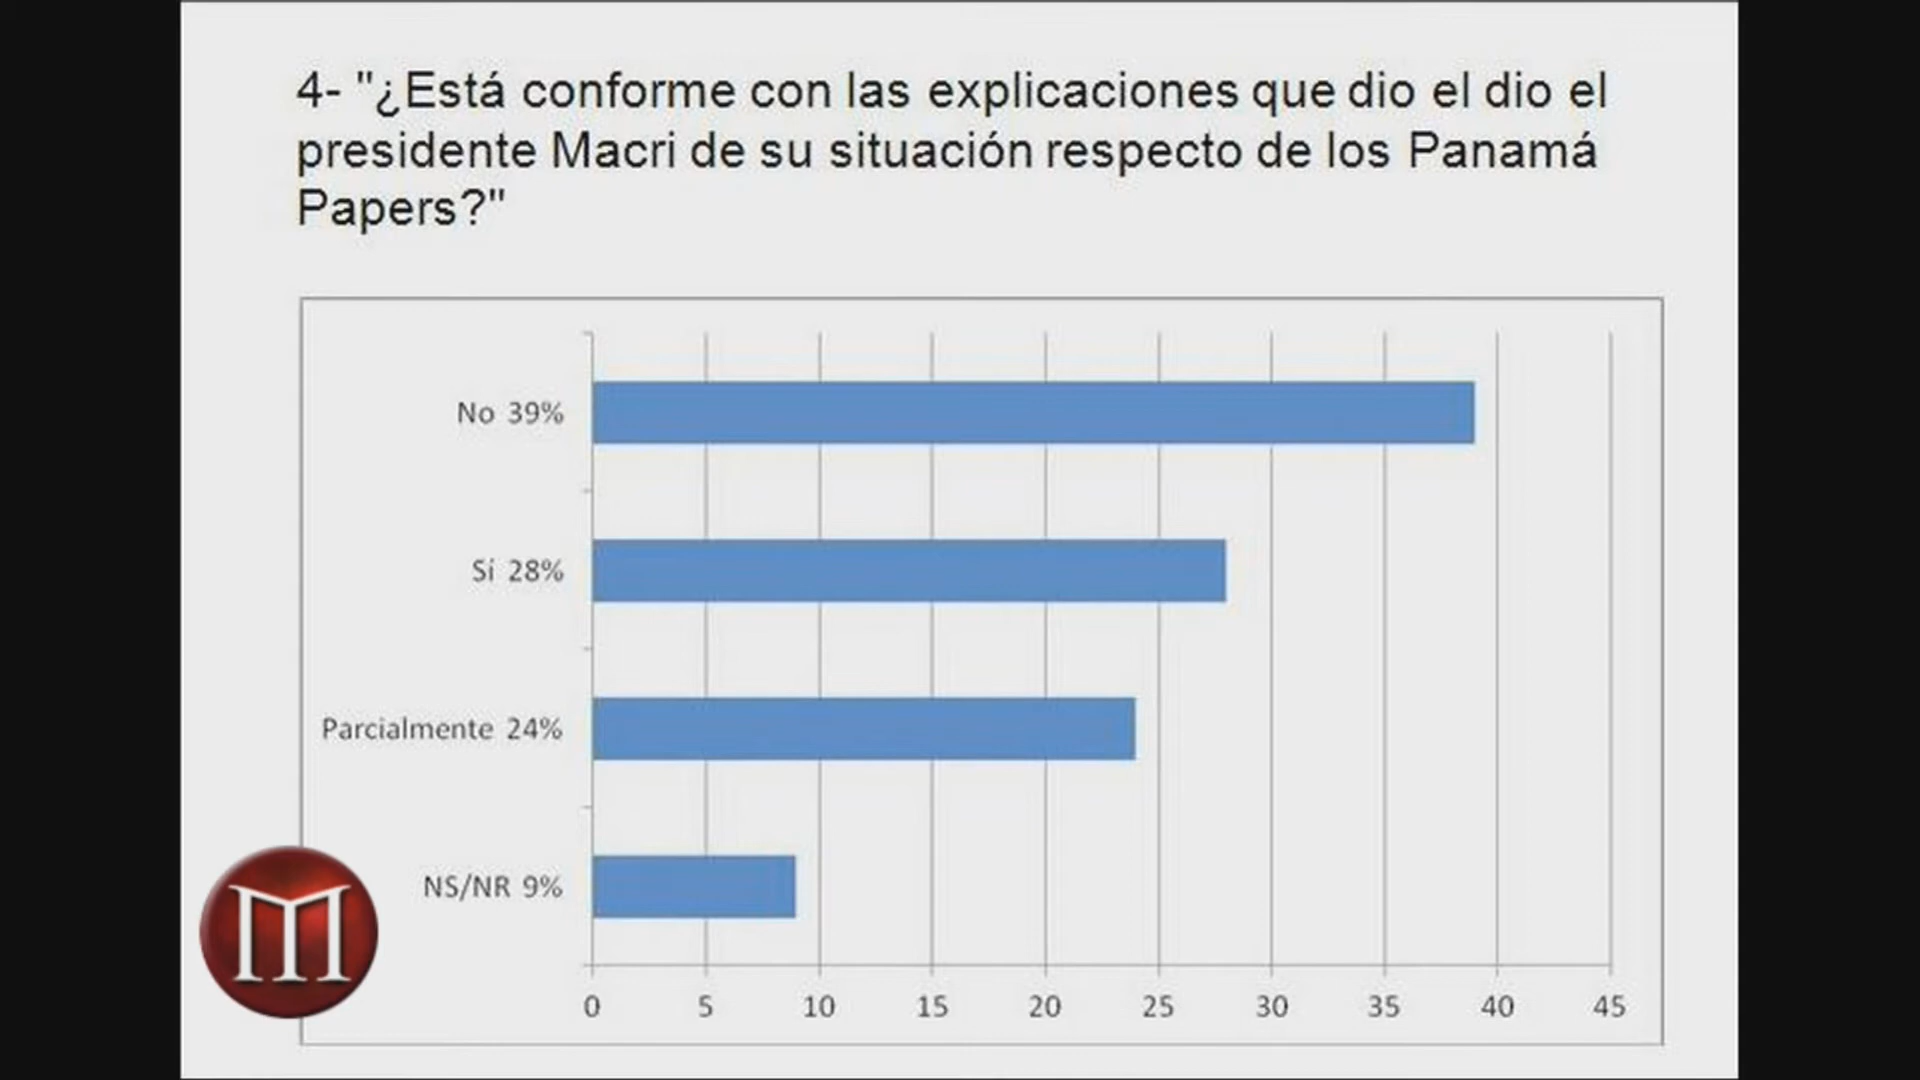 4- "¿Está conforme con las explicaciones que dio el dio el
presidente Macri de su situación respecto de los Panamá
Papers?"
No 39%
Sí 28%
Parcialmente 24%
NS/NR 9%
0 5 10 15 20 25 30 35 40 45
M